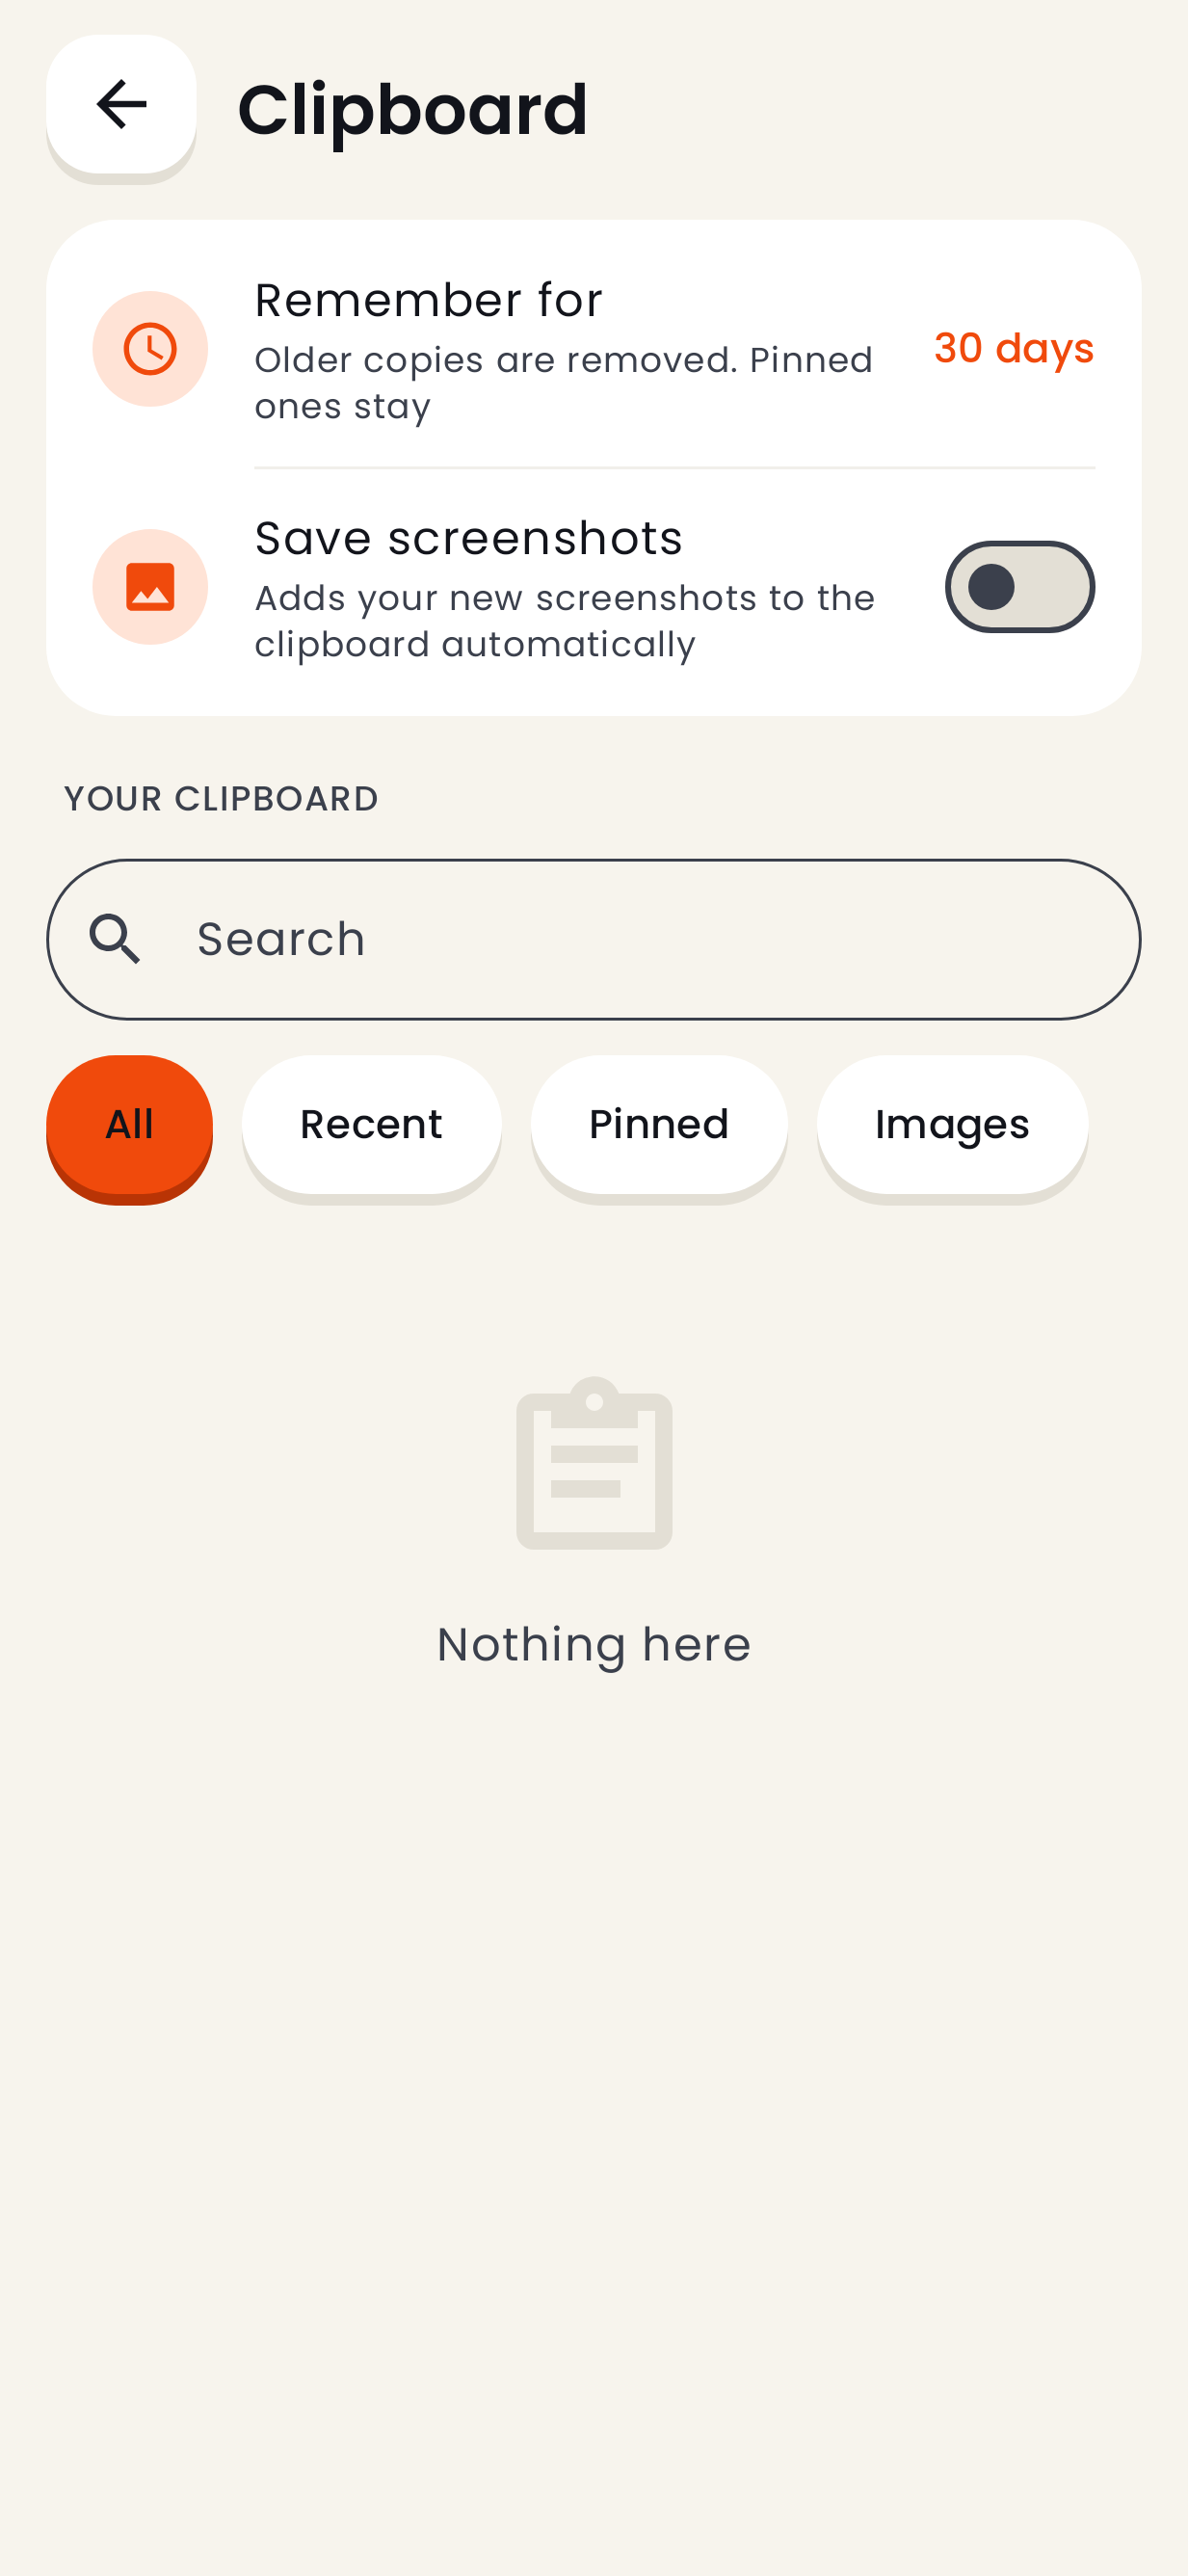 Clipboard
Remember for
Older copies are removed. Pinned
ones stay
30 days
Save screenshots
Adds your new screenshots to the
clipboard automatically
YOUR CLIPBOARD
Search
All
Recent
Pinned
Images
Nothing here